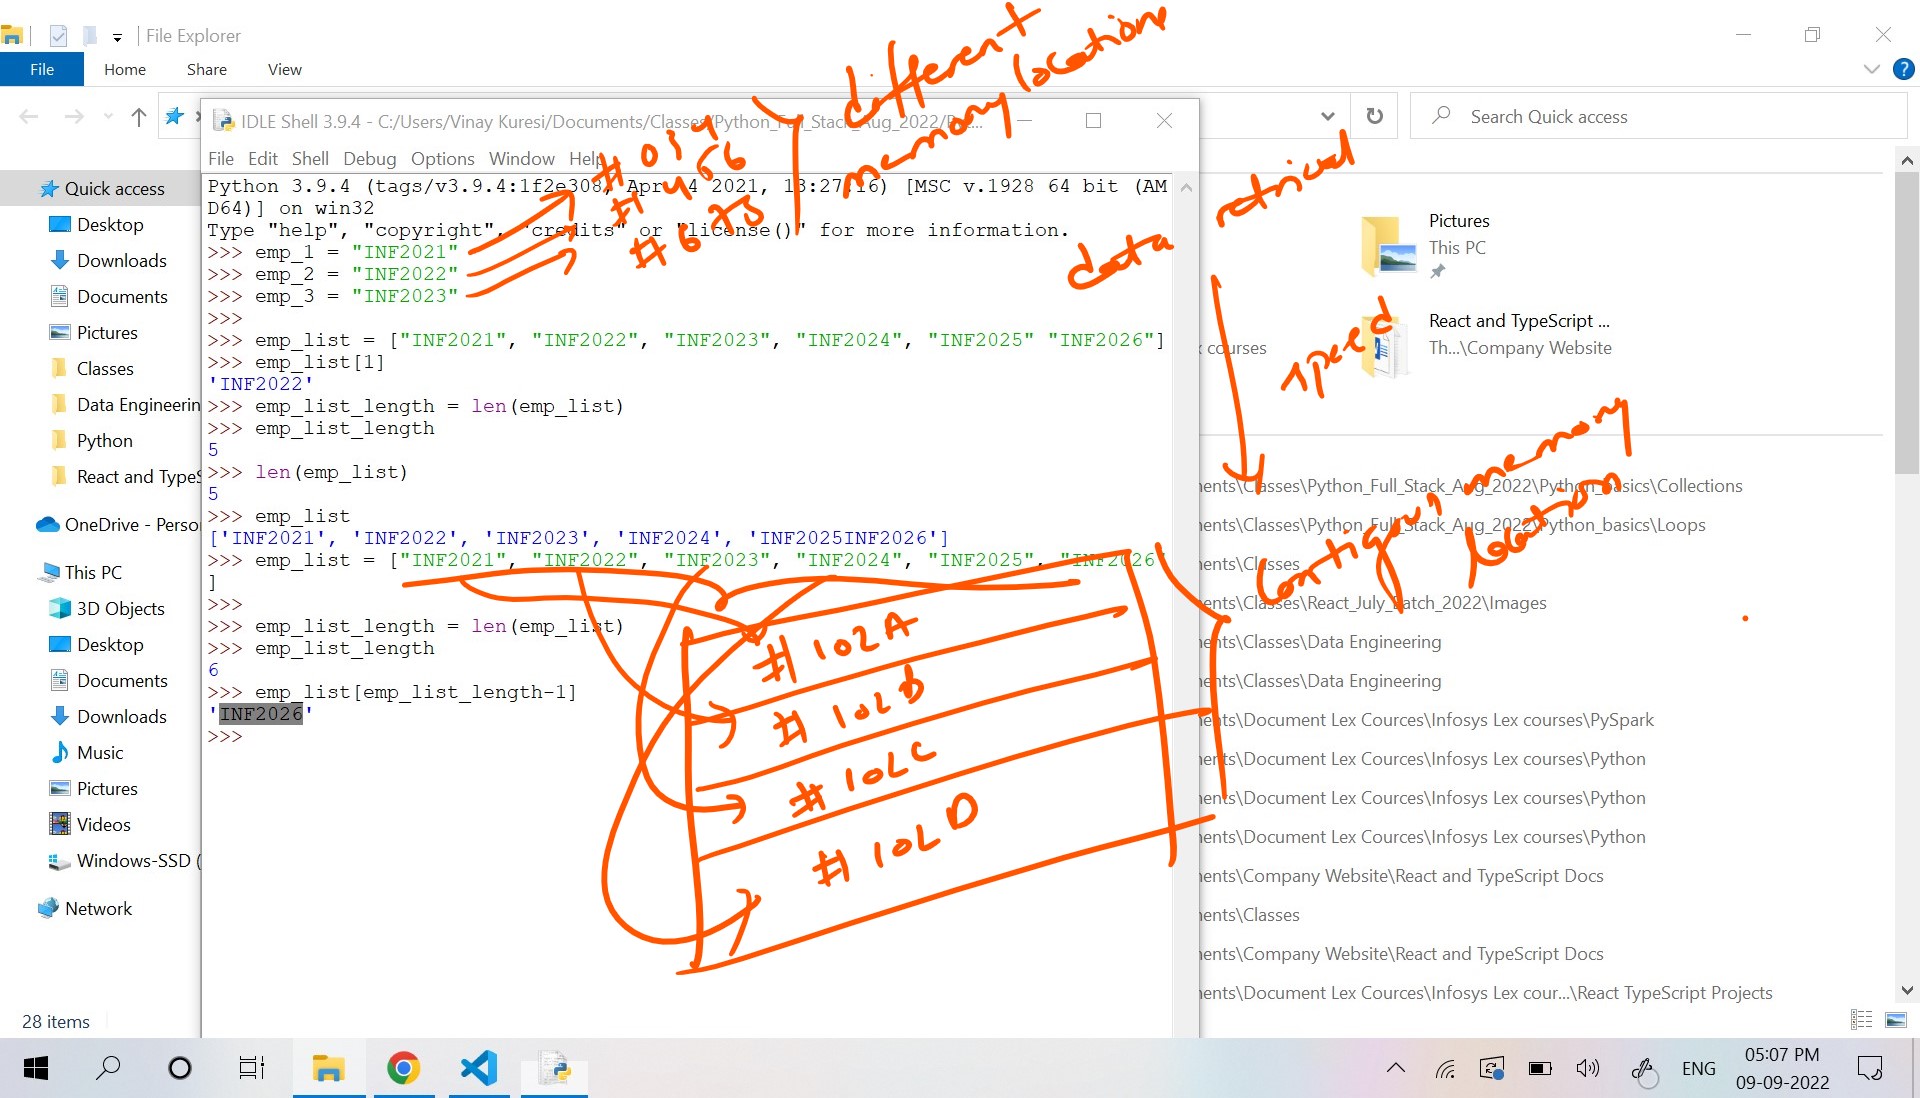 File Explorer
File Home Share View
Search Quick access
IDLE Shell 3.9.4 - C:/Users/Vinay Kuresi/Documents/Classes/Python_Full_Stack_Aug_2022/
File Edit Shell Debug Options Window Help
Python 3.9.4 (tags/v3.9.4:1f2e308, Apr 4 2021, 13:27:16) [MSC v.1928 64 bit (AM
D64)] on win32
Type "help", "copyright", "credits" or "license()" for more information.
>>> emp_1 = "INF2021"
>>> emp_2 = "INF2022"
>>> emp_3 = "INF2023"
>>>
>>> emp_list = ["INF2021", "INF2022", "INF2023", "INF2024", "INF2025" "INF2026"]
>>> emp_list[1]
'INF2022'
>>> emp_list_length = len(emp_list)
>>> emp_list_length
5
>>> len(emp_list)
5
>>> emp_list
['INF2021', 'INF2022', 'INF2023', 'INF2024', 'INF2025INF2026']
>>> emp_list = ["INF2021", "INF2022", "INF2023", "INF2024", "INF2025", "INF2026"
]
>>>
>>> emp_list_length = len(emp_list)
>>> emp_list_length
6
>>> emp_list[emp_list_length-1]
'INF2026'
>>>
different
memory location
#456
#675
data
speed
memory
location
#102A
#102B
#102C
#102D
Quick access
Desktop
Downloads
Documents
Pictures
Classes
Data Engineerin
Python
React and TypeS
OneDrive - Perso
This PC
3D Objects
Desktop
Documents
Downloads
Music
Pictures
Videos
Windows-SSD (
Network
28 items
Pictures
This PC
React and TypeScript ...
Th...\Company Website
courses
ents\Classes\Python_Full_Stack_Aug_2022\Python_basics\Collections
ents\Classes\Python_Full_Stack_Aug_2022\Python_basics\Loops
ents\Classes
ents\Classes\React_July_Batch_2022\Images
ents\Classes\Data Engineering
ents\Classes\Data Engineering
ents\Document Lex Cources\Infosys Lex courses\PySpark
ents\Document Lex Cources\Infosys Lex courses\Python
ents\Document Lex Cources\Infosys Lex courses\Python
ents\Document Lex Cources\Infosys Lex courses\Python
ents\Company Website\React and TypeScript Docs
ents\Classes
ents\Company Website\React and TypeScript Docs
ents\Document Lex Cources\Infosys Lex cour...\React TypeScript Projects
ENG
05:07 PM
09-09-2022